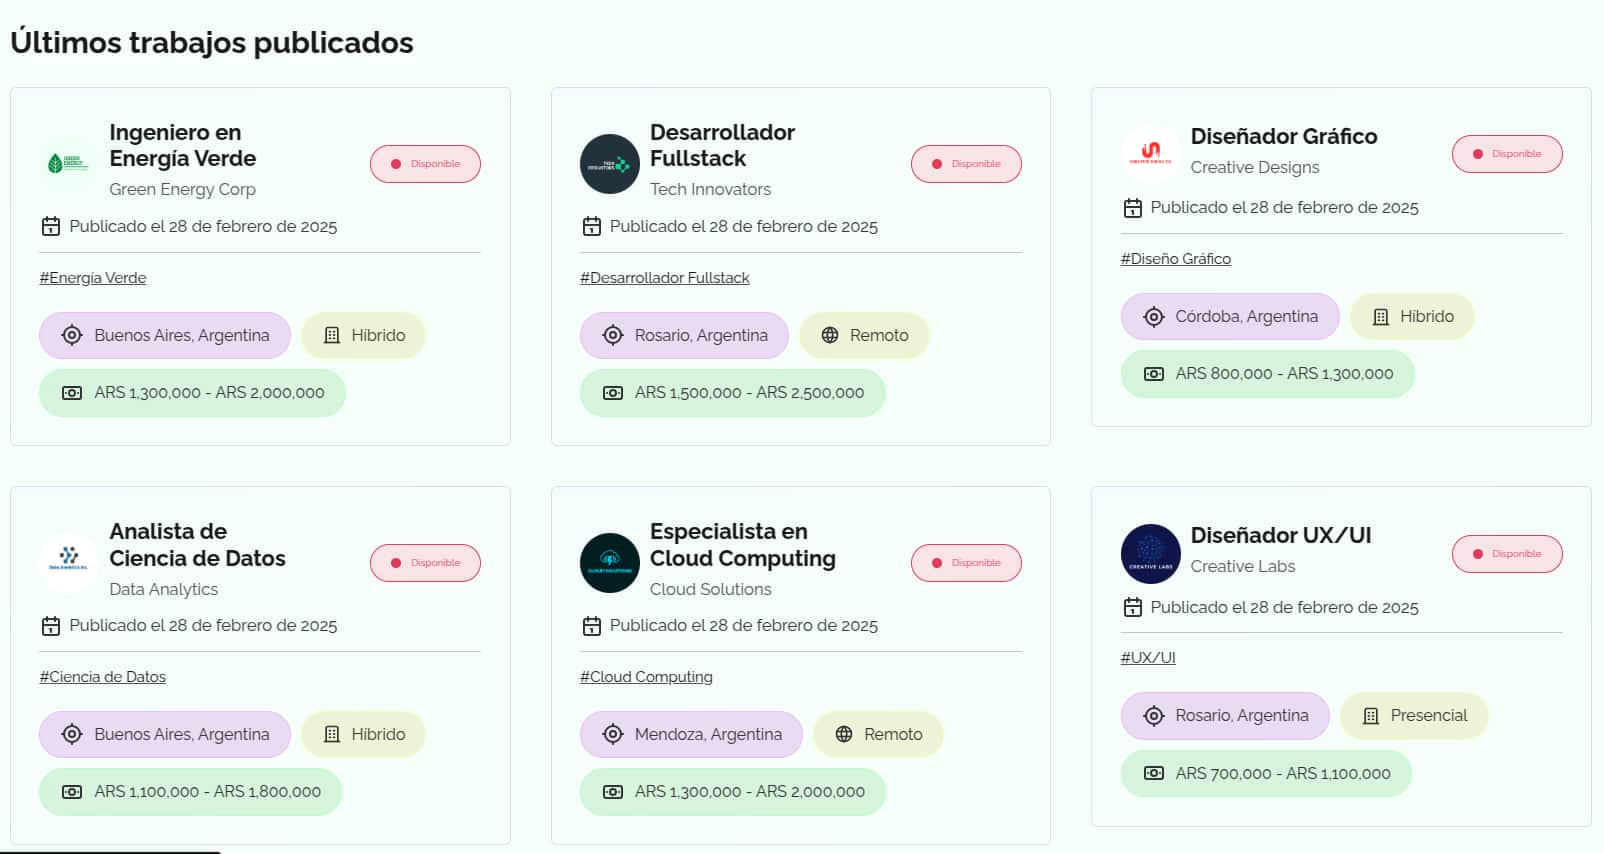 Últimos trabajos publicados
Ingeniero en
Energía Verde
Green Energy Corp
Disponible
Publicado el 28 de febrero de 2025
#Energía Verde
Buenos Aires, Argentina
Híbrido
ARS 1,300,000 - ARS 2,000,000
Desarrollador
Fullstack
Tech Innovators
Disponible
Publicado el 28 de febrero de 2025
#Desarrollador Fullstack
Rosario, Argentina
Remoto
ARS 1,500,000 - ARS 2,500,000
Diseñador Gráfico
Creative Designs
Disponible
Publicado el 28 de febrero de 2025
#Diseño Gráfico
Córdoba, Argentina
Híbrido
ARS 800,000 - ARS 1,300,000
Analista de
Ciencia de Datos
Data Analytics
Disponible
Publicado el 28 de febrero de 2025
#Ciencia de Datos
Buenos Aires, Argentina
Híbrido
ARS 1,100,000 - ARS 1,800,000
Especialista en
Cloud Computing
Cloud Solutions
CLOUD SOLUTIONS
Disponible
Publicado el 28 de febrero de 2025
#Cloud Computing
Mendoza, Argentina
Remoto
ARS 1,300,000 - ARS 2,000,000
CREATIVE LABS
Diseñador UX/UI
Creative Labs
Disponible
Publicado el 28 de febrero de 2025
#UX/UI
Rosario, Argentina
Presencial
ARS 700,000 - ARS 1,100,000